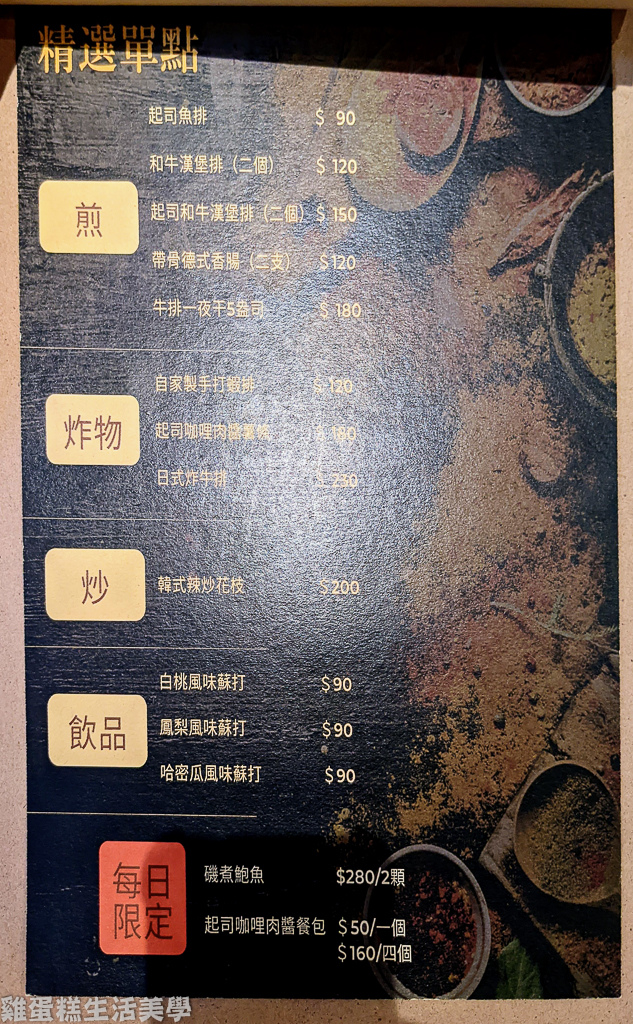 精選單點
煎
起司魚排 $ 90
和牛漢堡排（二個） $ 120
起司和牛漢堡排（二個） $ 150
帶骨德式香腸（二支） $120
牛排一夜干5盎司 $ 180
炸物
自家製手打蝦排 $ 120
起司咖哩肉醬薯條 $ 180
日式炸牛排 $ 230
炒
韓式辣炒花枝 $200
飲品
白桃風味蘇打 $90
鳳梨風味蘇打 $90
哈密瓜風味蘇打 $90
每日
限定
磯煮鮑魚 $280/2顆
起司咖哩肉醬餐包 $50/一個
$160/四個
雞蛋糕生活美學